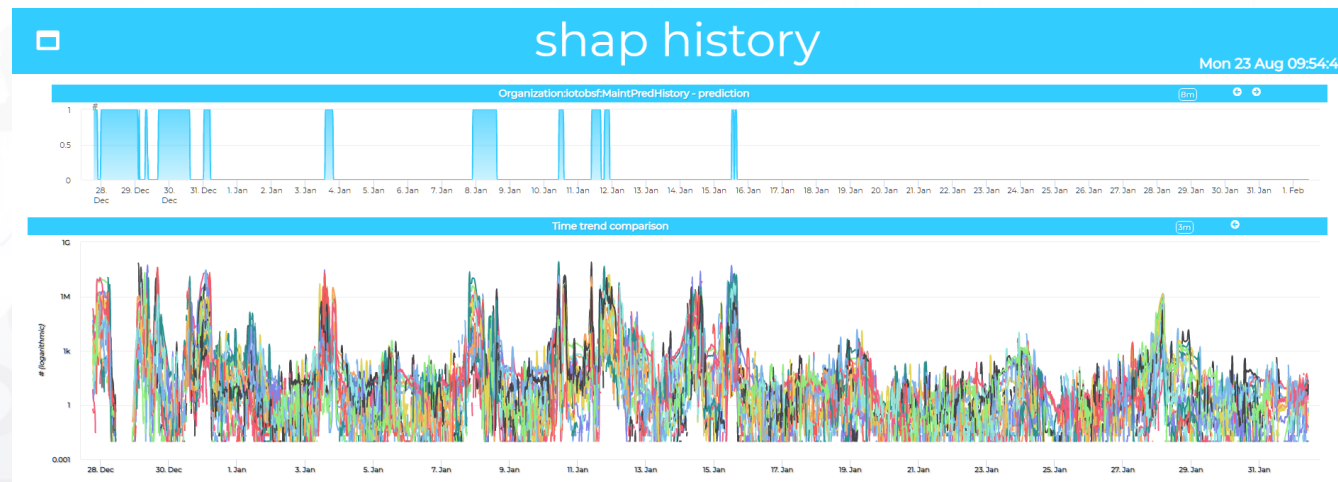 shap history
Mon 23 Aug 09:54:4
Organization:iotobsf:MaintPredHistory - prediction
8m
1
0.5
0
28. Dec 29. Dec 30. Dec 31. Dec 1. Jan 2. Jan 3. Jan 4. Jan 5. Jan 6. Jan 7. Jan 8. Jan 9. Jan 10. Jan 11. Jan 12. Jan 13. Jan 14. Jan 15. Jan 16. Jan 17. Jan 18. Jan 19. Jan 20. Jan 21. Jan 22. Jan 23. Jan 24. Jan 25. Jan 26. Jan 27. Jan 28. Jan 29. Jan 30. Jan 31. Jan 1. Feb
Time trend comparison
3m
# (logarithmic)
1G
1M
1k
1
0.001
28. Dec 30. Dec 1. Jan 3. Jan 5. Jan 7. Jan 9. Jan 11. Jan 13. Jan 15. Jan 17. Jan 19. Jan 21. Jan 23. Jan 25. Jan 27. Jan 29. Jan 31. Jan